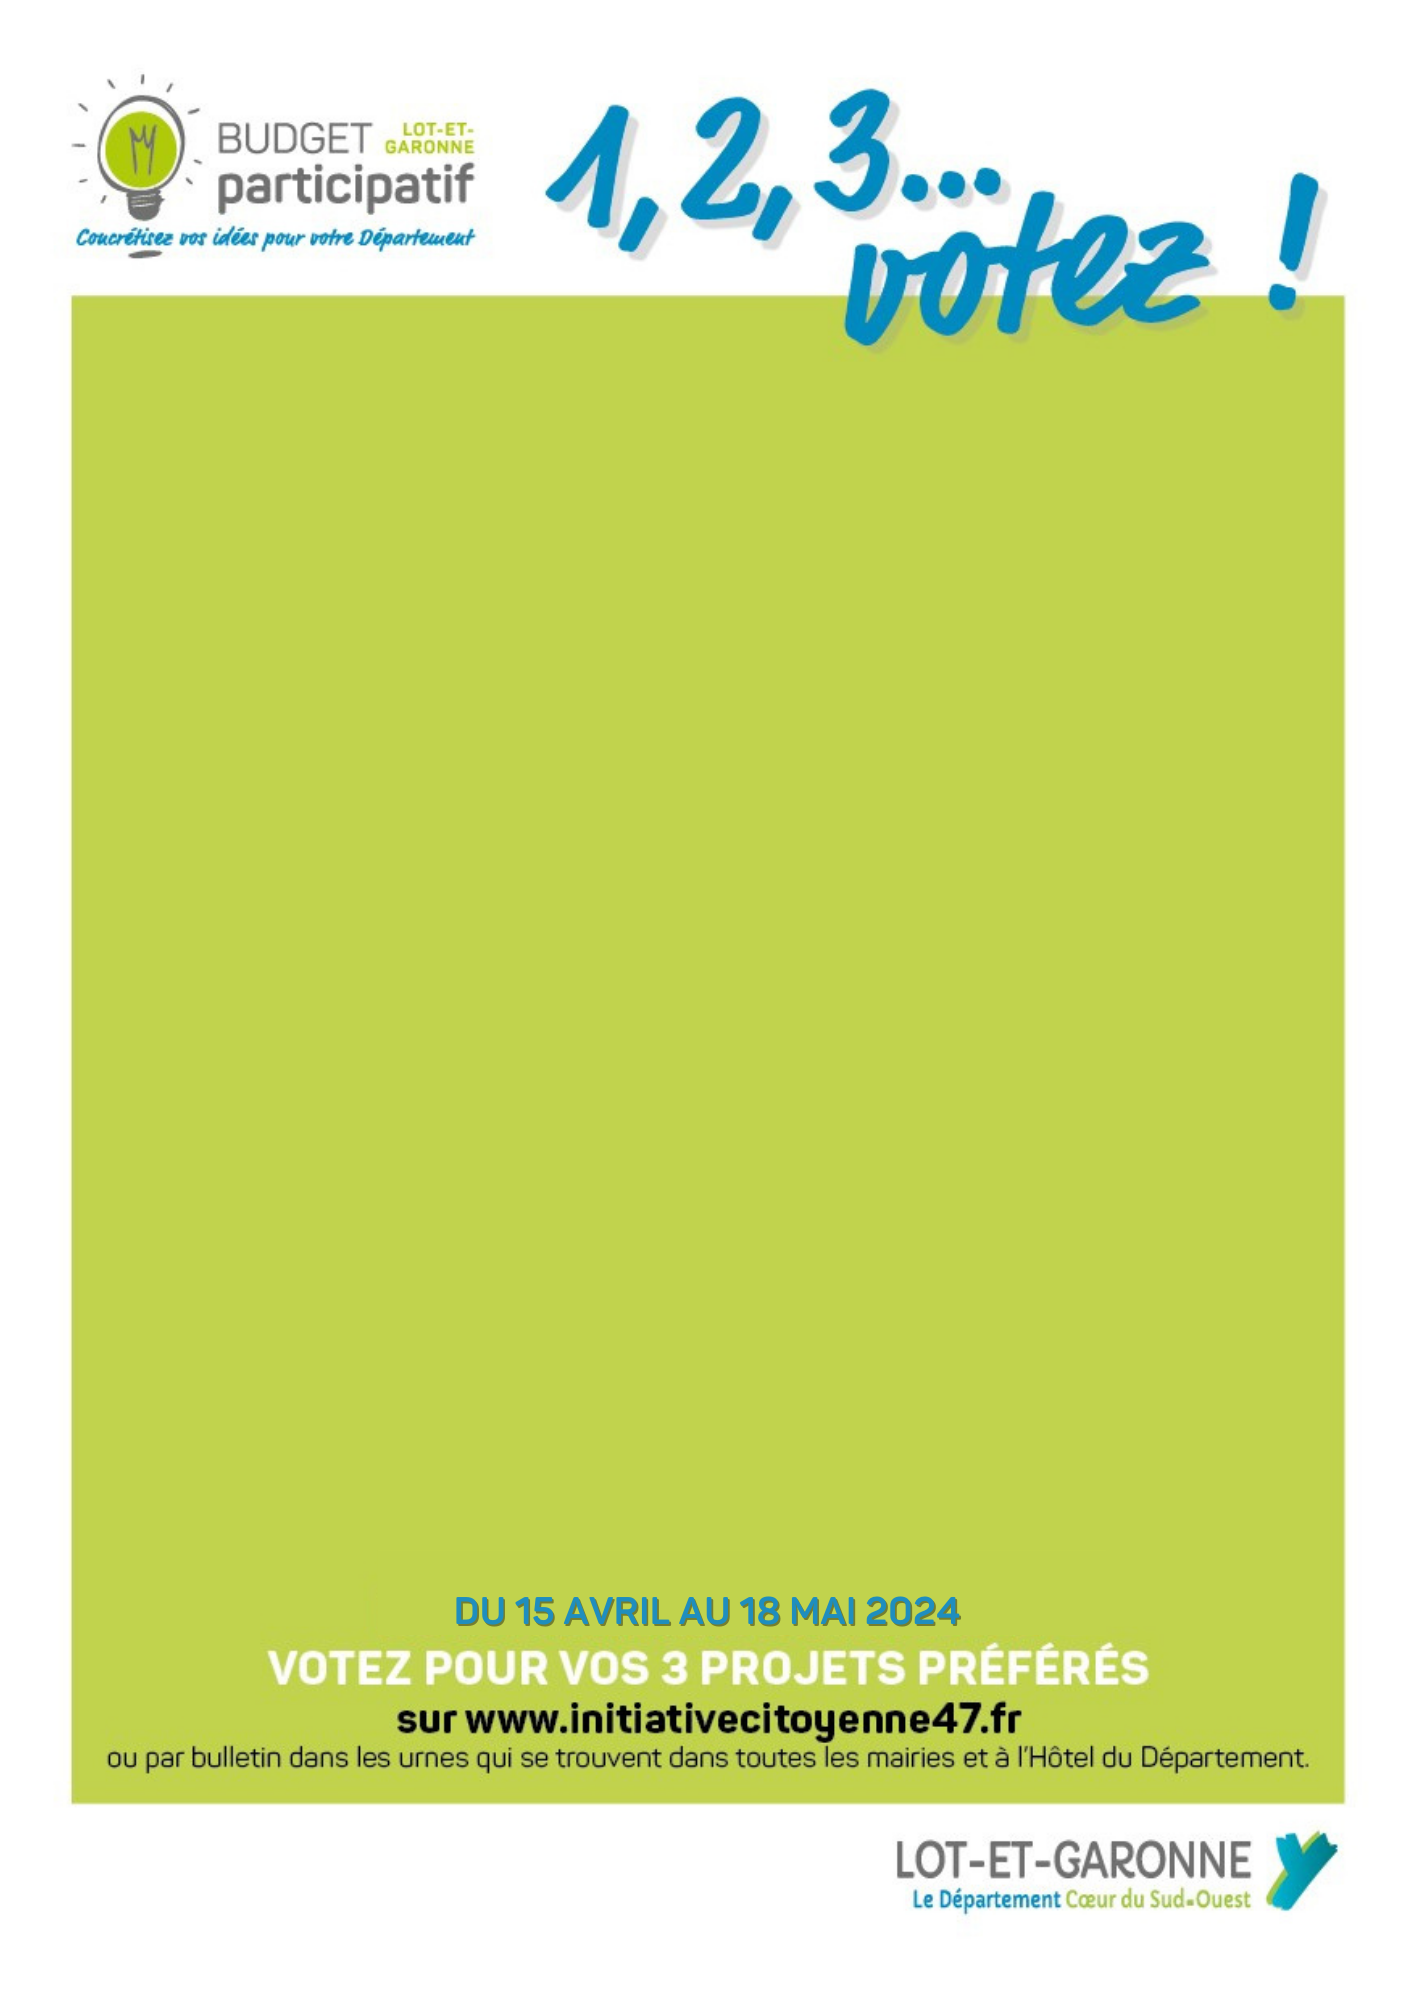 BUDGET LOT-ET-
GARONNE
participatif
Concrétisez vos idées pour votre Département
1, 2, 3...
votez !
DU 15 AVRIL AU 18 MAI 2024
VOTEZ POUR VOS 3 PROJETS PRÉFÉRÉS
sur www.initiativecitoyenne47.fr
ou par bulletin dans les urnes qui se trouvent dans toutes les mairies et à l'Hôtel du Département.
LOT-ET-GARONNE
Le Département Cœur du Sud-Ouest